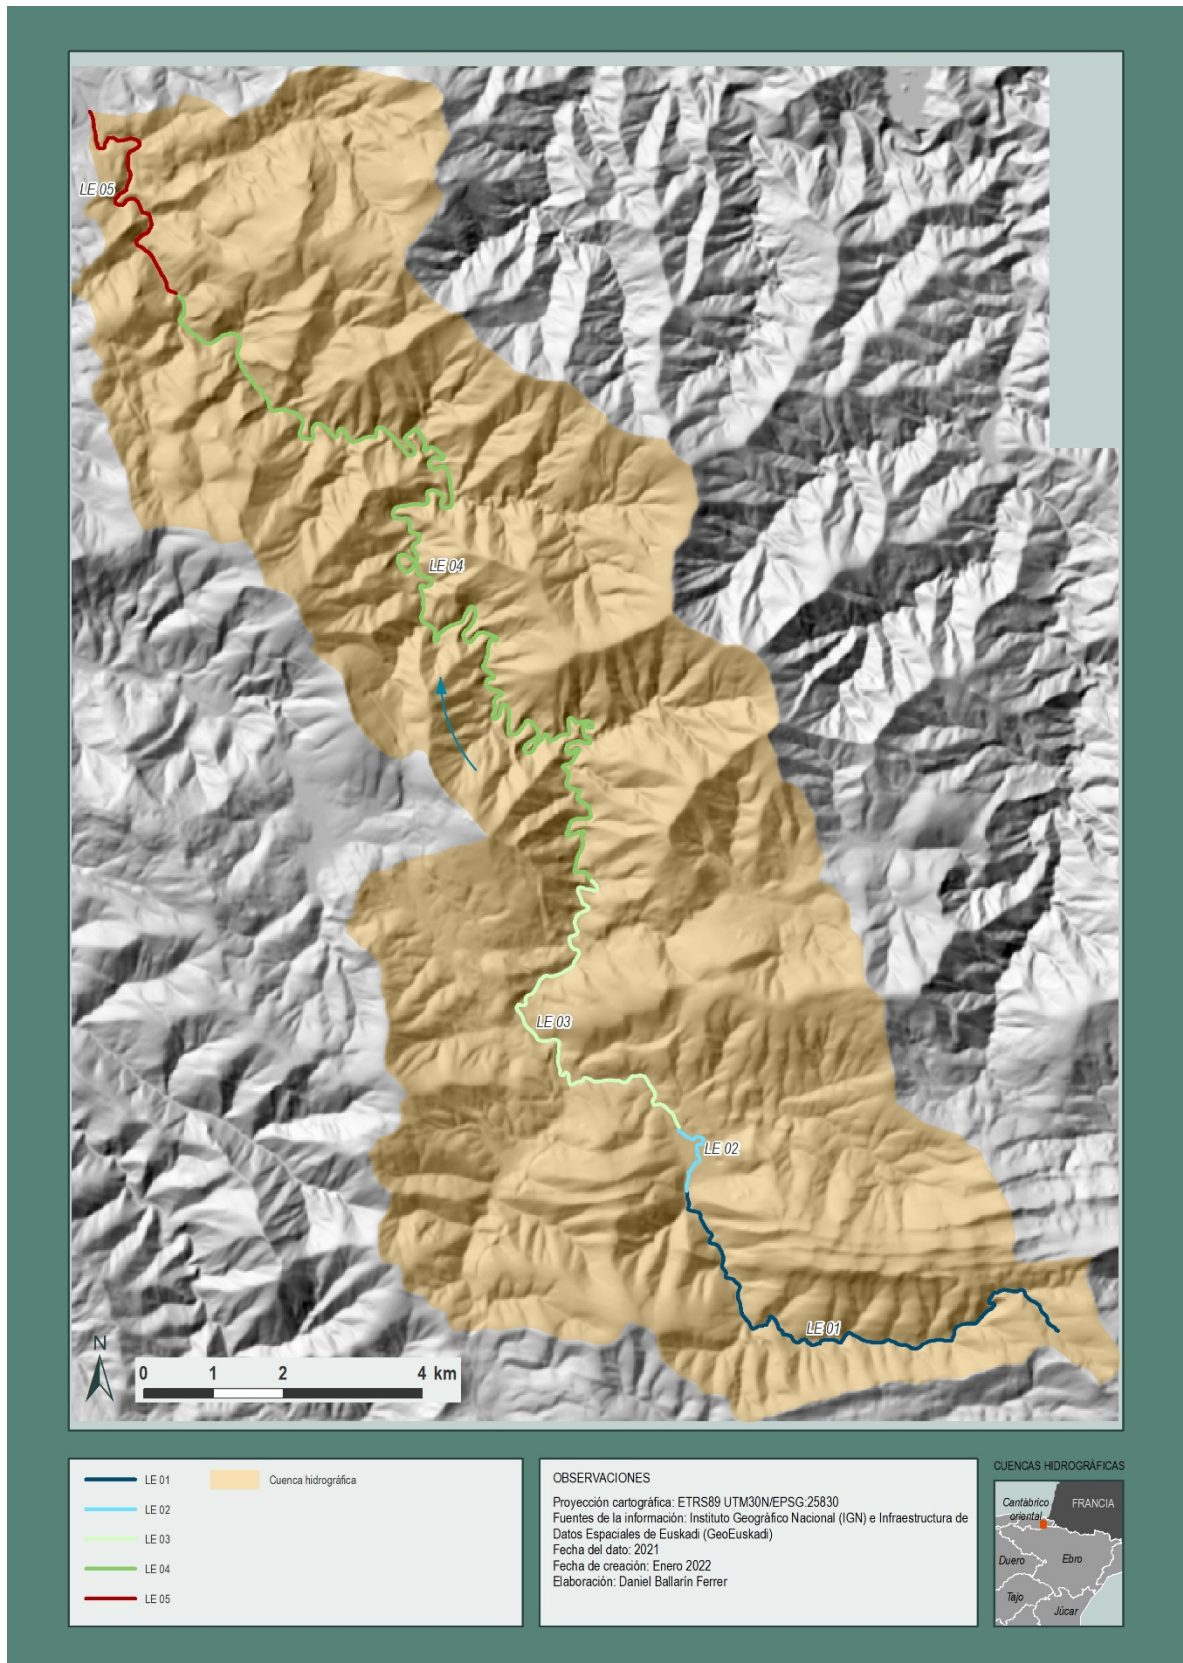 LE 05
LE 04
LE 03
LE 02
LE 01
N
0 1 2 4 km
LE 01
LE 02
LE 03
LE 04
LE 05
Cuenca hidrográfica
OBSERVACIONES
Proyección cartográfica: ETRS89 UTM30N/EPSG:25830
Fuentes de la información: Instituto Geográfico Nacional (IGN) e Infraestructura de
Datos Espaciales de Euskadi (GeoEuskadi)
Fecha del dato: 2021
Fecha de creación: Enero 2022
Elaboración: Daniel Ballarín Ferrer
CUENCAS HIDROGRÁFICAS
Cantábrico
oriental
FRANCIA
Duero
Ebro
Tajo
Júcar